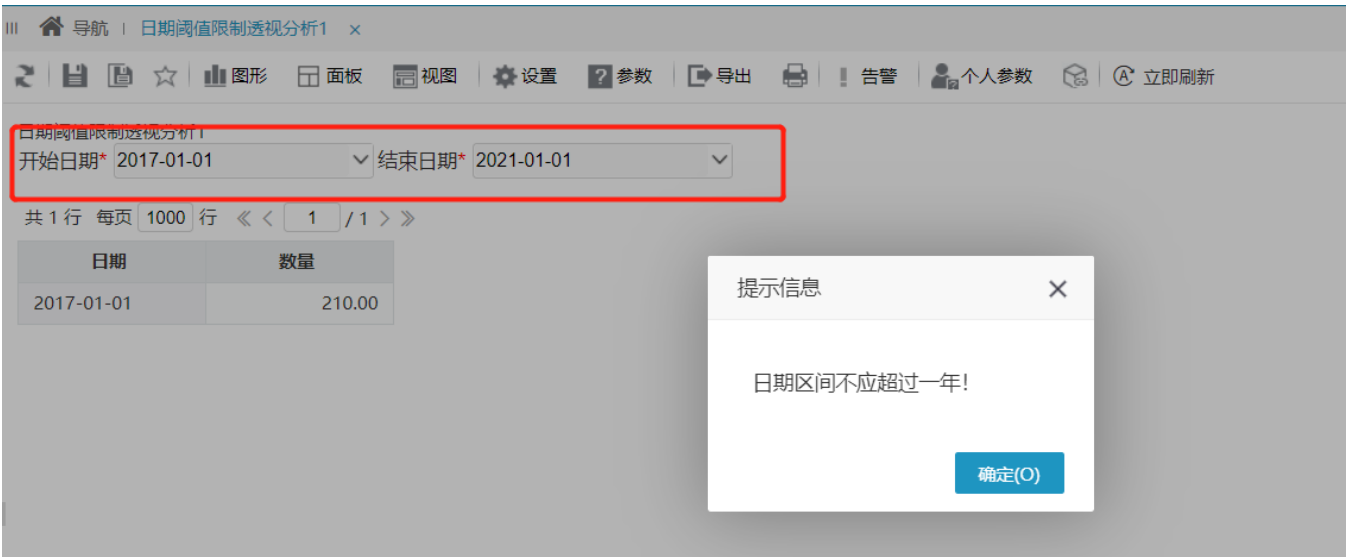 导航 日期阈值限制透视分析1 ×
图形 面板 视图 设置 ? 参数 导出 ! 告警 个人参数 A 立即刷新
日期阈值限制透视分析1
开始日期* 2017-01-01 结束日期* 2021-01-01
共 1 行 每页 1000 行 《 < 1 / 1 > 》
日期 数量
2017-01-01 210.00
提示信息 ×
日期区间不应超过一年!
确定(O)